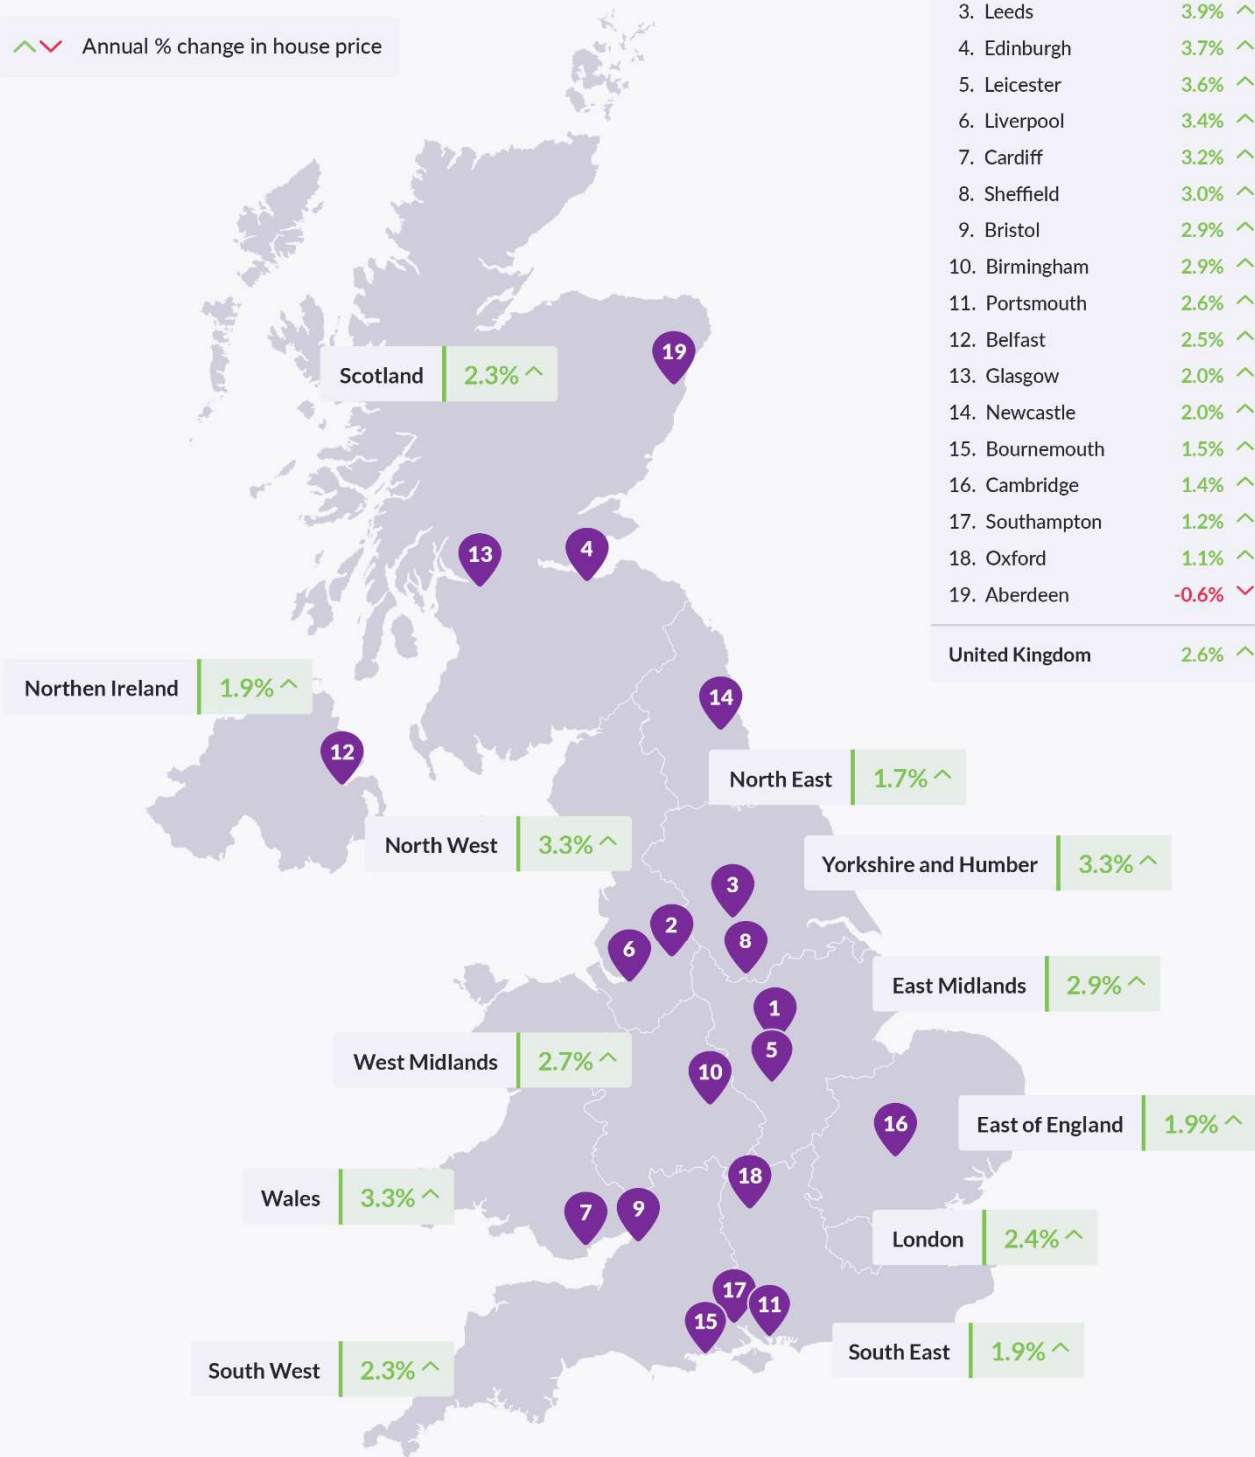 Annual % change in house price
3. Leeds 3.9%
4. Edinburgh 3.7%
5. Leicester 3.6%
6. Liverpool 3.4%
7. Cardiff 3.2%
8. Sheffield 3.0%
9. Bristol 2.9%
10. Birmingham 2.9%
11. Portsmouth 2.6%
12. Belfast 2.5%
13. Glasgow 2.0%
14. Newcastle 2.0%
15. Bournemouth 1.5%
16. Cambridge 1.4%
17. Southampton 1.2%
18. Oxford 1.1%
19. Aberdeen -0.6%
United Kingdom 2.6%
19
Scotland 2.3%
13
4
Northen Ireland 1.9%
14
12
North East 1.7%
North West 3.3%
Yorkshire and Humber 3.3%
3
2
8
6
East Midlands 2.9%
1
5
West Midlands 2.7%
10
16
East of England 1.9%
18
Wales 3.3%
7
9
London 2.4%
17
11
15
South East 1.9%
South West 2.3%